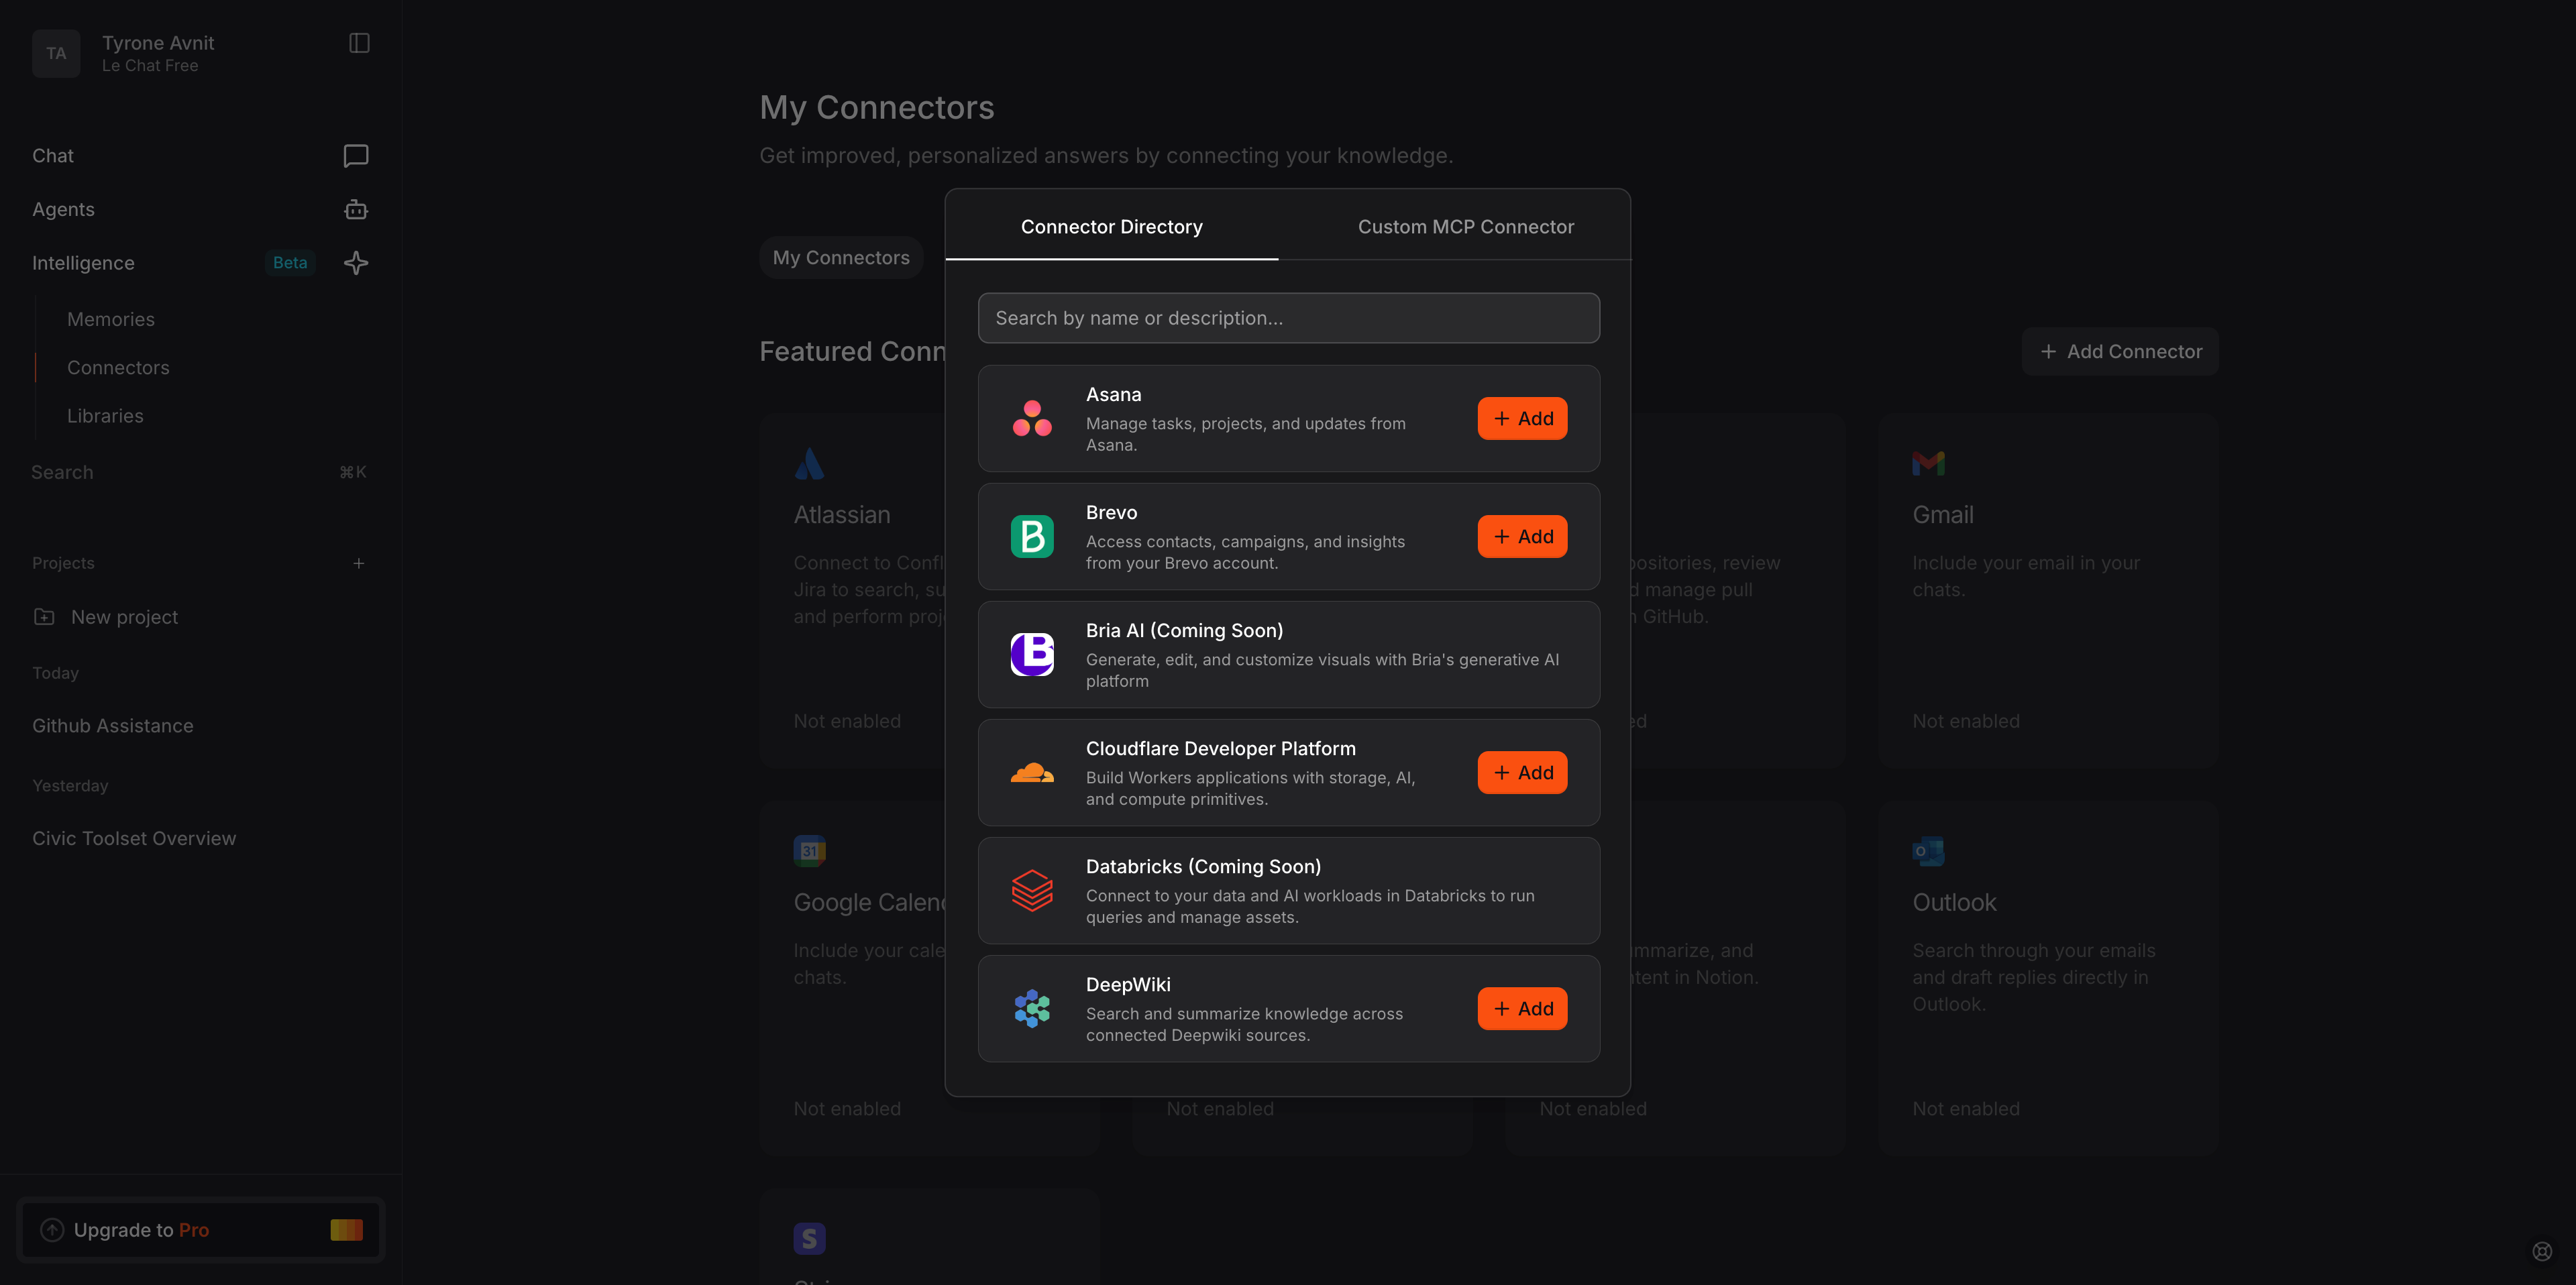 TA
Tyrone Avnit
Le Chat Free
Chat
Agents
Intelligence
Beta
Memories
Connectors
Libraries
Search
⌘K
Projects
+
New project
Today
Github Assistance
Yesterday
Civic Toolset Overview
Upgrade to Pro
My Connectors
Get improved, personalized answers by connecting your knowledge.
My Connectors
Featured Conn
+ Add Connector
Atlassian
Connect to Confl
Jira to search, su
and perform proj
Not enabled
ositories, review
manage pull
GitHub.
ed
Gmail
Include your email in your
chats.
Not enabled
31
Google Calend
Include your cale
chats.
Not enabled
Not enabled
mmarize, and
tent in Notion.
Not enabled
Outlook
Search through your emails
and draft replies directly in
Outlook.
Not enabled
S
Connector Directory
Custom MCP Connector
Search by name or description...
Asana
Manage tasks, projects, and updates from
Asana.
+ Add
B
Brevo
Access contacts, campaigns, and insights
from your Brevo account.
+ Add
B
Bria AI (Coming Soon)
Generate, edit, and customize visuals with Bria's generative AI
platform
Cloudflare Developer Platform
Build Workers applications with storage, AI,
and compute primitives.
+ Add
Databricks (Coming Soon)
Connect to your data and AI workloads in Databricks to run
queries and manage assets.
DeepWiki
Search and summarize knowledge across
connected Deepwiki sources.
+ Add